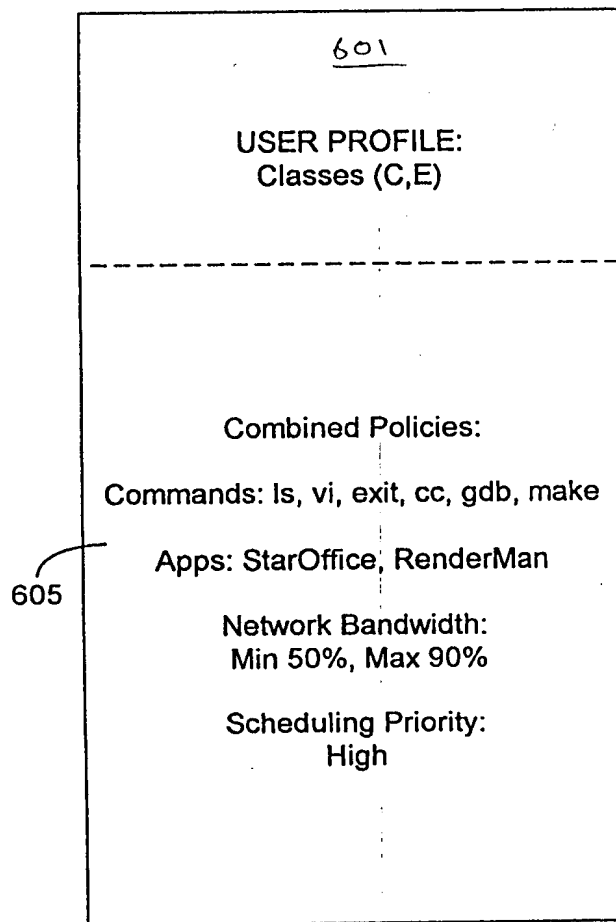 601
USER PROFILE:
Classes (C,E)
Combined Policies:
Commands: ls, vi, exit, cc, gdb, make
Apps: StarOffice, RenderMan
605
Network Bandwidth:
Min 50%, Max 90%
Scheduling Priority:
High